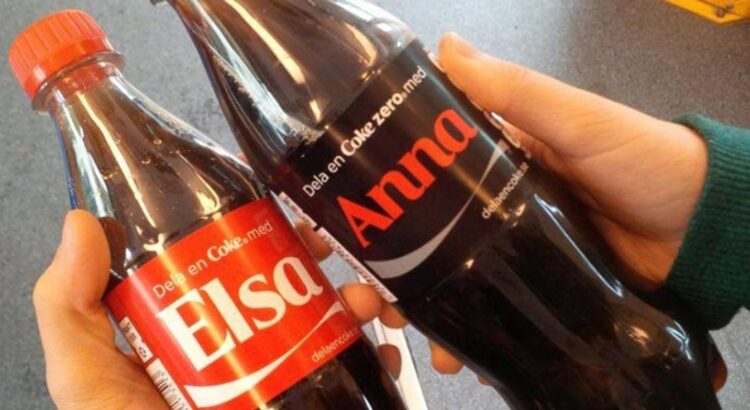 Dela en Coke med
Elsa
delaencoke.se
Dela en Coke zero med
Anna
delaencoke.se